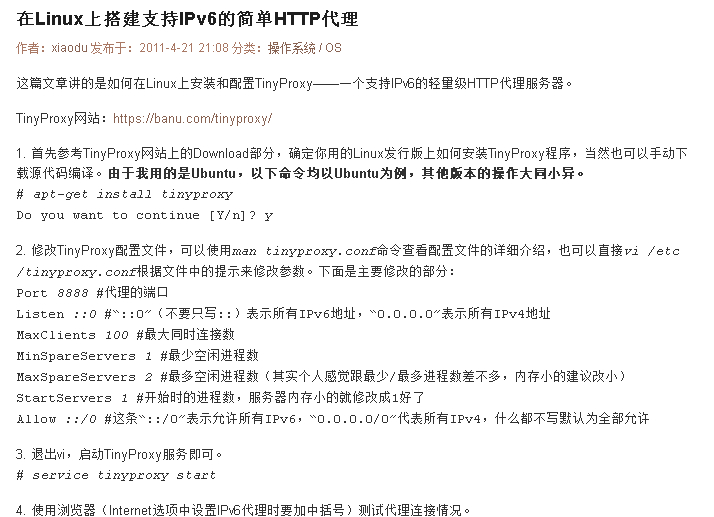 在Linux上搭建支持IPv6的简单HTTP代理
作者：xiaodu 发布于：2011-4-21 21:08 分类：操作系统 / OS
这篇文章讲的是如何在Linux上安装和配置TinyProxy——一个支持IPv6的轻量级HTTP代理服务器。
TinyProxy网站：https://banu.com/tinyproxy/
1. 首先参考TinyProxy网站上的Download部分，确定你用的Linux发行版上如何安装TinyProxy程序，当然也可以手动下
载源代码编译。由于我用的是Ubuntu，以下命令均以Ubuntu为例，其他版本的操作大同小异。
# apt-get install tinyproxy
Do you want to continue [Y/n]? y
2. 修改TinyProxy配置文件，可以使用man tinyproxy.conf命令查看配置文件的详细介绍，也可以直接vi /etc
/tinyproxy.conf根据文件中的提示来修改参数。下面是主要修改的部分：
Port 8888 #代理的端口
Listen ::0 #“::0”（不要只写::）表示所有IPv6地址，“0.0.0.0”表示所有IPv4地址
MaxClients 100 #最大同时连接数
MinSpareServers 1 #最少空闲进程数
MaxSpareServers 2 #最多空闲进程数（其实个人感觉跟最少/最多进程数差不多，内存小的建议改小）
StartServers 1 #开始时的进程数，服务器内存小的就修改成1好了
Allow ::/0 #这条“::/0”表示允许所有IPv6，“0.0.0.0/0”代表所有IPv4，什么都不写默认为全部允许
3. 退出vi，启动TinyProxy服务即可。
# service tinyproxy start
4. 使用浏览器（Internet选项中设置IPv6代理时要加中括号）测试代理连接情况。